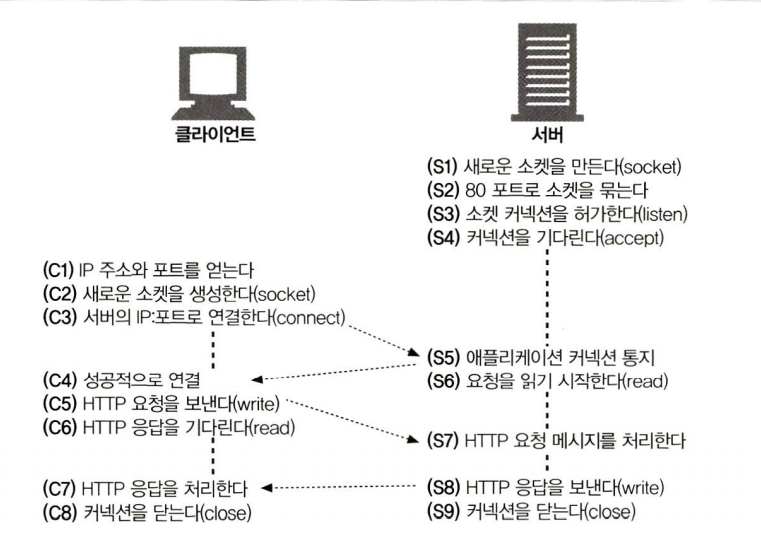 클라이언트
서버
(S1) 새로운 소켓을 만든다(socket)
(S2) 80 포트로 소켓을 묶는다
(S3) 소켓 커넥션을 허가한다(listen)
(S4) 커넥션을 기다린다(accept)
(C1) IP 주소와 포트를 얻는다
(C2) 새로운 소켓을 생성한다(socket)
(C3) 서버의 IP:포트로 연결한다(connect)
(S5) 애플리케이션 커넥션 통지
(C4) 성공적으로 연결
(S6) 요청을 읽기 시작한다(read)
(C5) HTTP 요청을 보낸다(write)
(C6) HTTP 응답을 기다린다(read)
(S7) HTTP 요청 메시지를 처리한다
(C7) HTTP 응답을 처리한다
(S8) HTTP 응답을 보낸다(write)
(C8) 커넥션을 닫는다(close)
(S9) 커넥션을 닫는다(close)